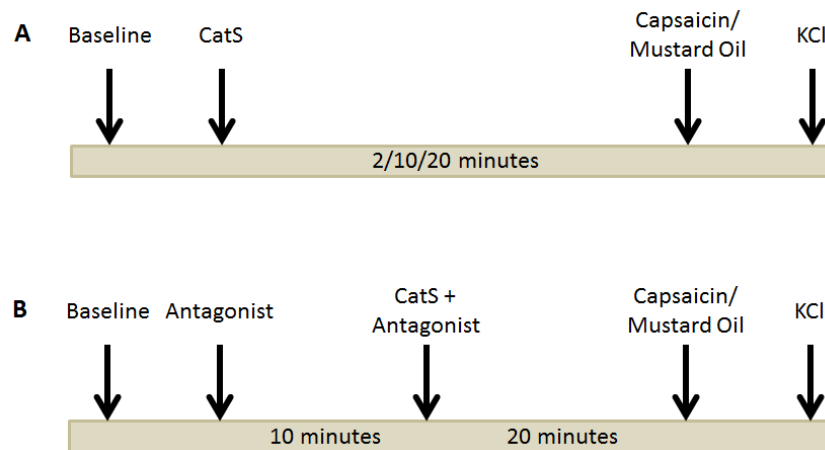 A
Baseline
CatS
Capsaicin/
Mustard Oil
KCl
2/10/20 minutes
B
Baseline
Antagonist
CatS +
Antagonist
Capsaicin/
Mustard Oil
KCl
10 minutes
20 minutes